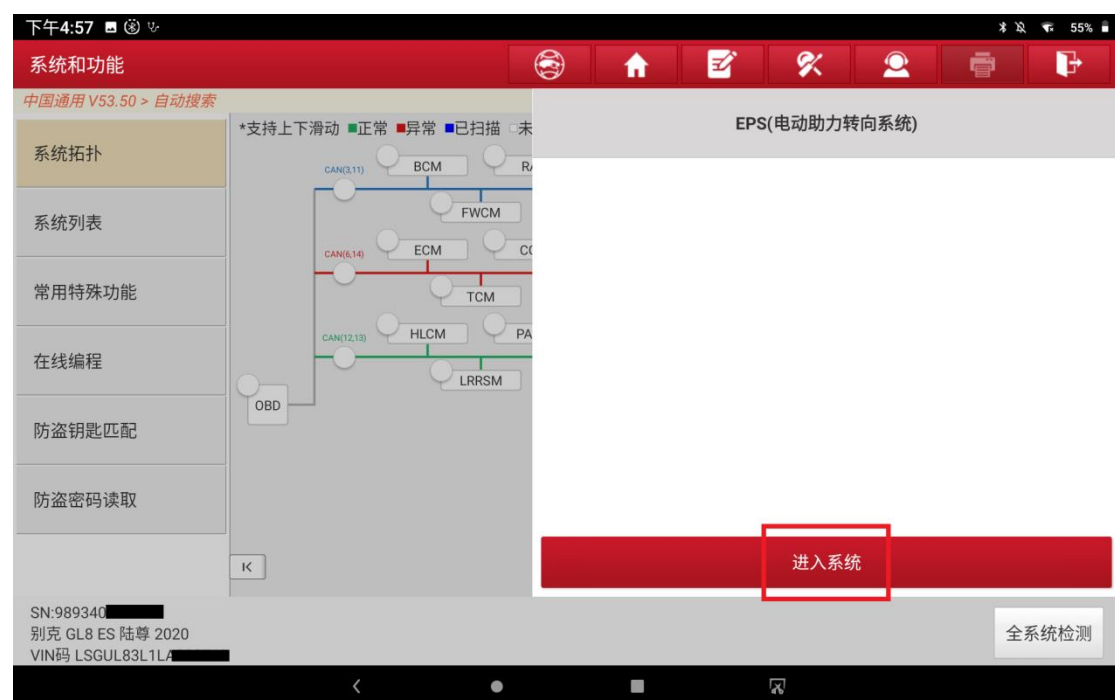 下午4:57
55%
系统和功能
中国通用 V53.50 > 自动搜索
系统拓扑
系统列表
常用特殊功能
在线编程
防盗钥匙匹配
防盗密码读取
*支持上下滑动 正常 异常 已扫描 未
CAN(3,11)
BCM
FWCM
CAN(6,14)
ECM
TCM
CAN(12,13)
HLCM
PA
LRRSM
OBD
EPS(电动助力转向系统)
进入系统
SN:989340
别克 GL8 ES 陆尊 2020
VIN码 LSGUL83L1LA
全系统检测